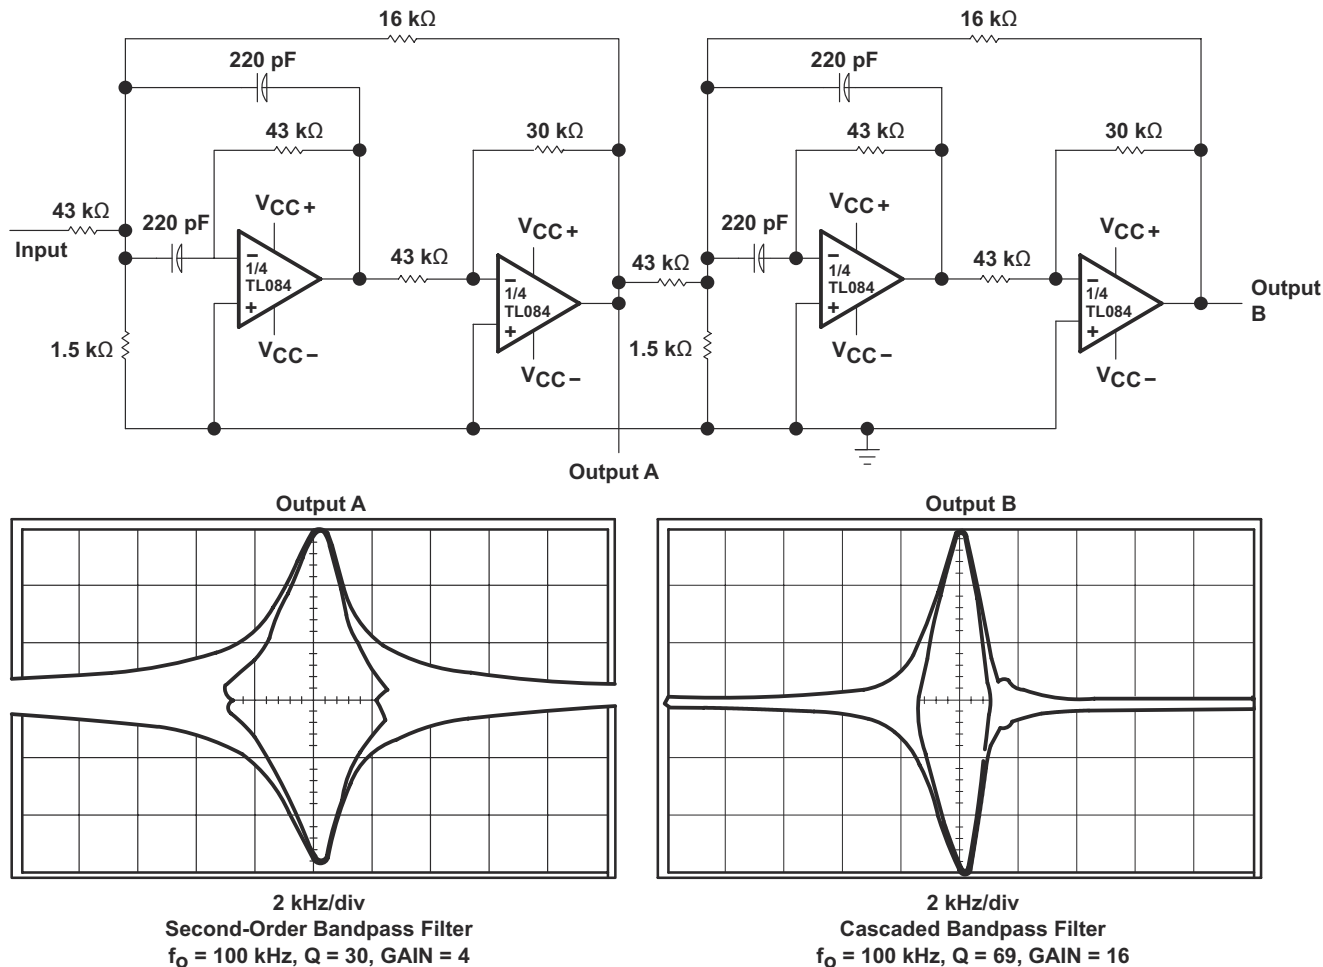 16 kΩ
16 kΩ
220 pF
220 pF
43 kΩ
30 kΩ
43 kΩ
30 kΩ
43 kΩ
Input
220 pF
VCC+
−
1/4
TL084
+
VCC−
43 kΩ
VCC+
−
1/4
TL084
+
VCC−
43 kΩ
220 pF
VCC+
−
1/4
TL084
+
VCC−
43 kΩ
VCC+
−
1/4
TL084
+
VCC−
Output
B
1.5 kΩ
1.5 kΩ
Output A
Output A
Output B
2 kHz/div
Second-Order Bandpass Filter
fo = 100 kHz, Q = 30, GAIN = 4
2 kHz/div
Cascaded Bandpass Filter
fo = 100 kHz, Q = 69, GAIN = 16